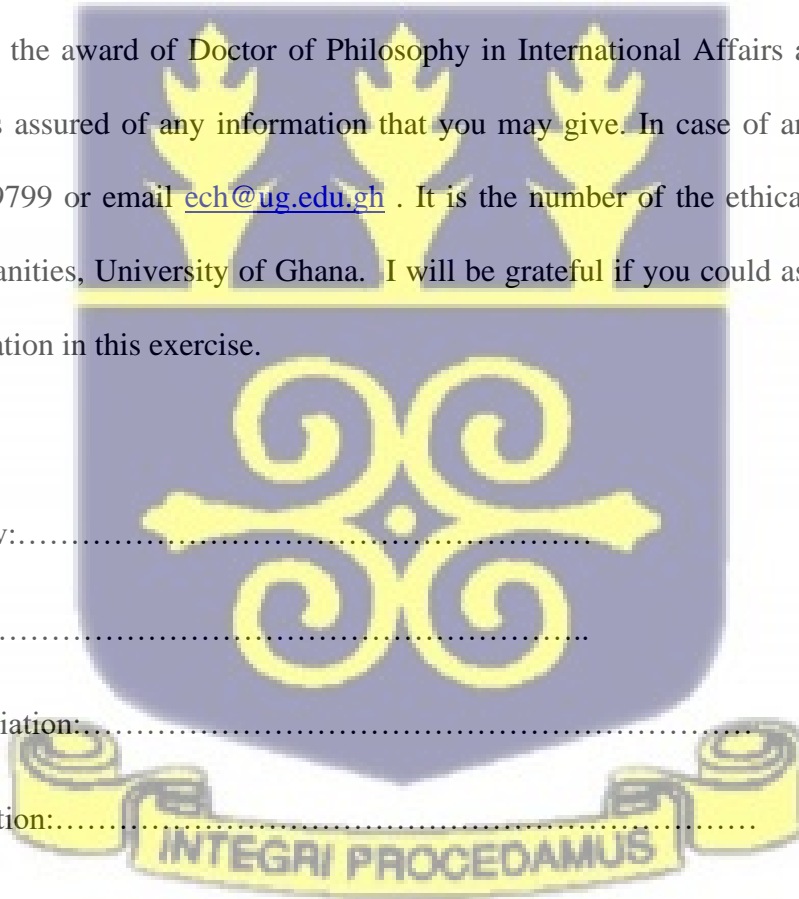 the award of Doctor of Philosophy in International Affairs a
s assured of any information that you may give. In case of an
9799 or email ech@ug.edu.gh . It is the number of the ethica
anities, University of Ghana. I will be grateful if you could as
ation in this exercise.
y:……………………………………………………
………………………………………………………..
iation:…………………………………………………………………
tion:……………………………………………………………………
INTEGRI PROCEDAMUS